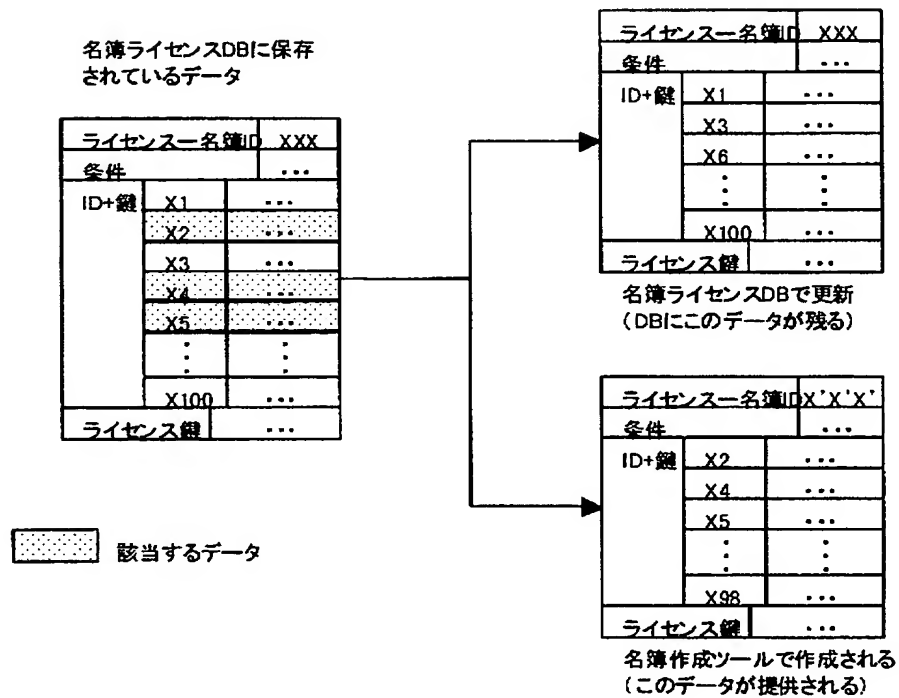 名簿ライセンスDBに保存
されているデータ
ライセンスー名簿ID XXX
条件 ...
ID+鍵 X1 ...
X2 ...
X3 ...
X4 ...
X5 ...
: :
X100 ...
ライセンス鍵 ...
該当するデータ
ライセンスー名簿ID XXX
条件 ...
ID+鍵 X1 ...
X3 ...
X6 ...
: :
X100 ...
ライセンス鍵 ...
名簿ライセンスDBで更新
(DBにこのデータが残る)
ライセンスー名簿ID X'X'X'
条件 ...
ID+鍵 X2 ...
X4 ...
X5 ...
: :
X98 ...
ライセンス鍵 ...
名簿作成ツールで作成される
(このデータが提供される)